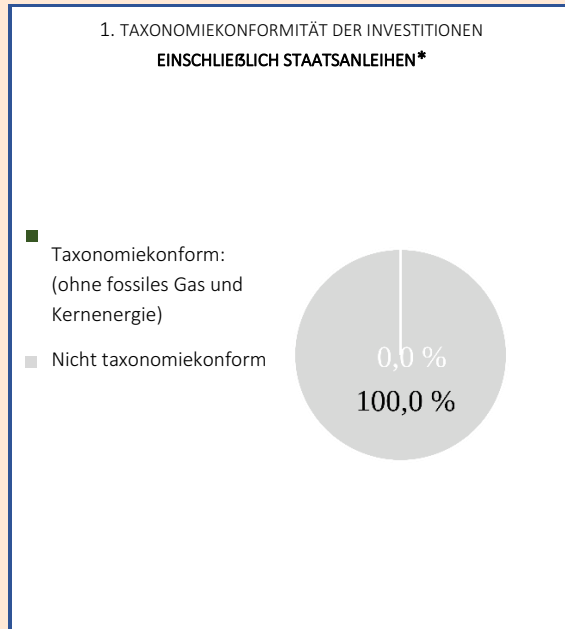 1. TAXONOMIEKONFORMITÄT DER INVESTITIONEN
EINSCHLIEßLICH STAATSANLEIHEN*
Taxonomiekonform:
(ohne fossiles Gas und
Kernenergie)
Nicht taxonomiekonform
0,0 %
100,0 %